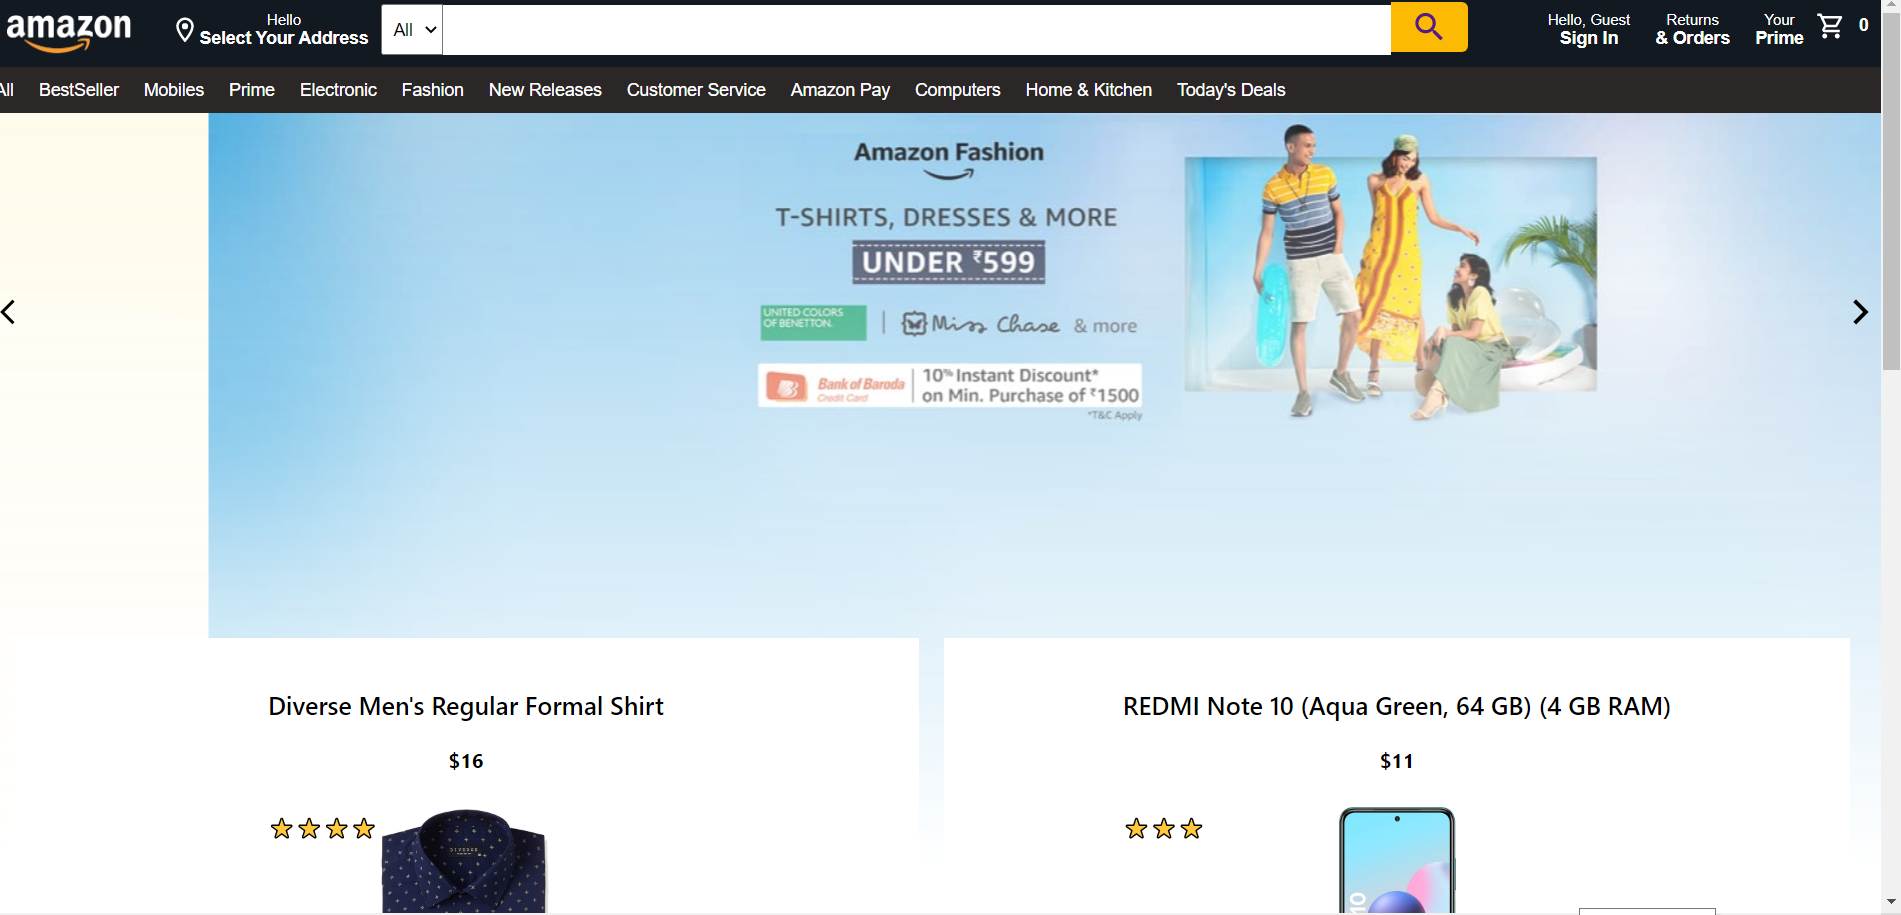 amazon
Hello
Select Your Address
All
Hello, Guest
Sign In
Returns
& Orders
Your
Prime
0
All BestSeller Mobiles Prime Electronic Fashion New Releases Customer Service Amazon Pay Computers Home & Kitchen Today's Deals
Amazon Fashion
T-SHIRTS, DRESSES & MORE
UNDER ₹599
UNITED COLORS
OF BENETTON.
Miss Chase & more
Bank of Baroda
Credit Card
10% Instant Discount*
on Min. Purchase of ₹1500
*T&C Apply
Diverse Men's Regular Formal Shirt
$16
DIVERSE
REDMI Note 10 (Aqua Green, 64 GB) (4 GB RAM)
$11
10